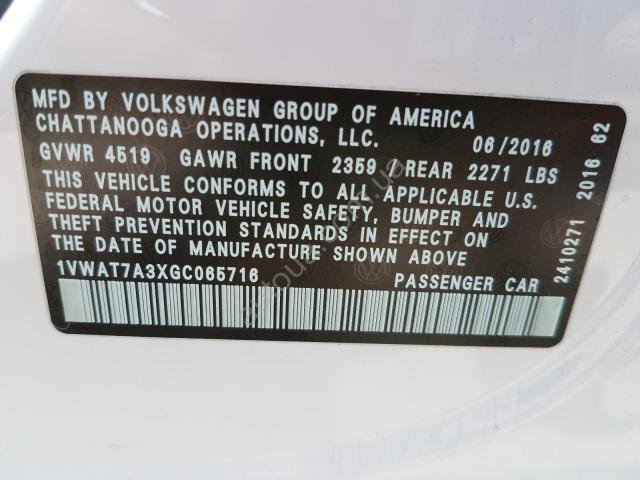 MFD BY VOLKSWAGEN GROUP OF AMERICA
CHATTANOOGA OPERATIONS, LLC. 06/2016
GVWR 4519 GAWR FRONT 2359 REAR 2271 LBS
THIS VEHICLE CONFORMS TO ALL APPLICABLE U.S.
FEDERAL MOTOR VEHICLE SAFETY, BUMPER AND
THEFT PREVENTION STANDARDS IN EFFECT ON
THE DATE OF MANUFACTURE SHOWN ABOVE
1VWAT7A3XGC065716 PASSENGER CAR
2410271 2016 62